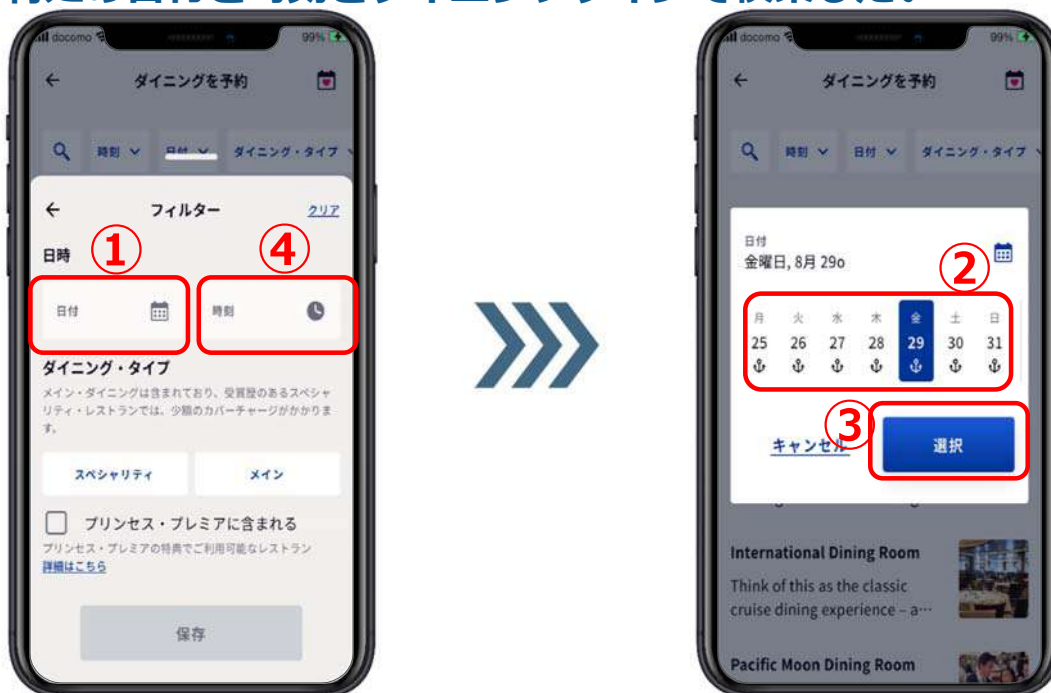 docomo 99%
ダイニングを予約
時刻 日付 ダイニング・タイプ
フィルター クリア
① ④
日時
日付 時刻
ダイニング・タイプ
メイン・ダイニングは含まれており、受賞歴のあるスペシャ
リティ・レストランでは、少額のカバーチャージがかかりま
す。
スペシャリティ メイン
プリンセス・プレミアに含まれる
プリンセス・プレミアの特典でご利用可能なレストラン
詳細はこちら
保存
docomo 99%
ダイニングを予約
時刻 日付 ダイニング・タイプ
日付
金曜日, 8月 29o
②
月 火 水 木 金 土 日
25 26 27 28 29 30 31
③
キャンセル 選択
International Dining Room
Think of this as the classic
cruise dining experience – a…
Pacific Moon Dining Room